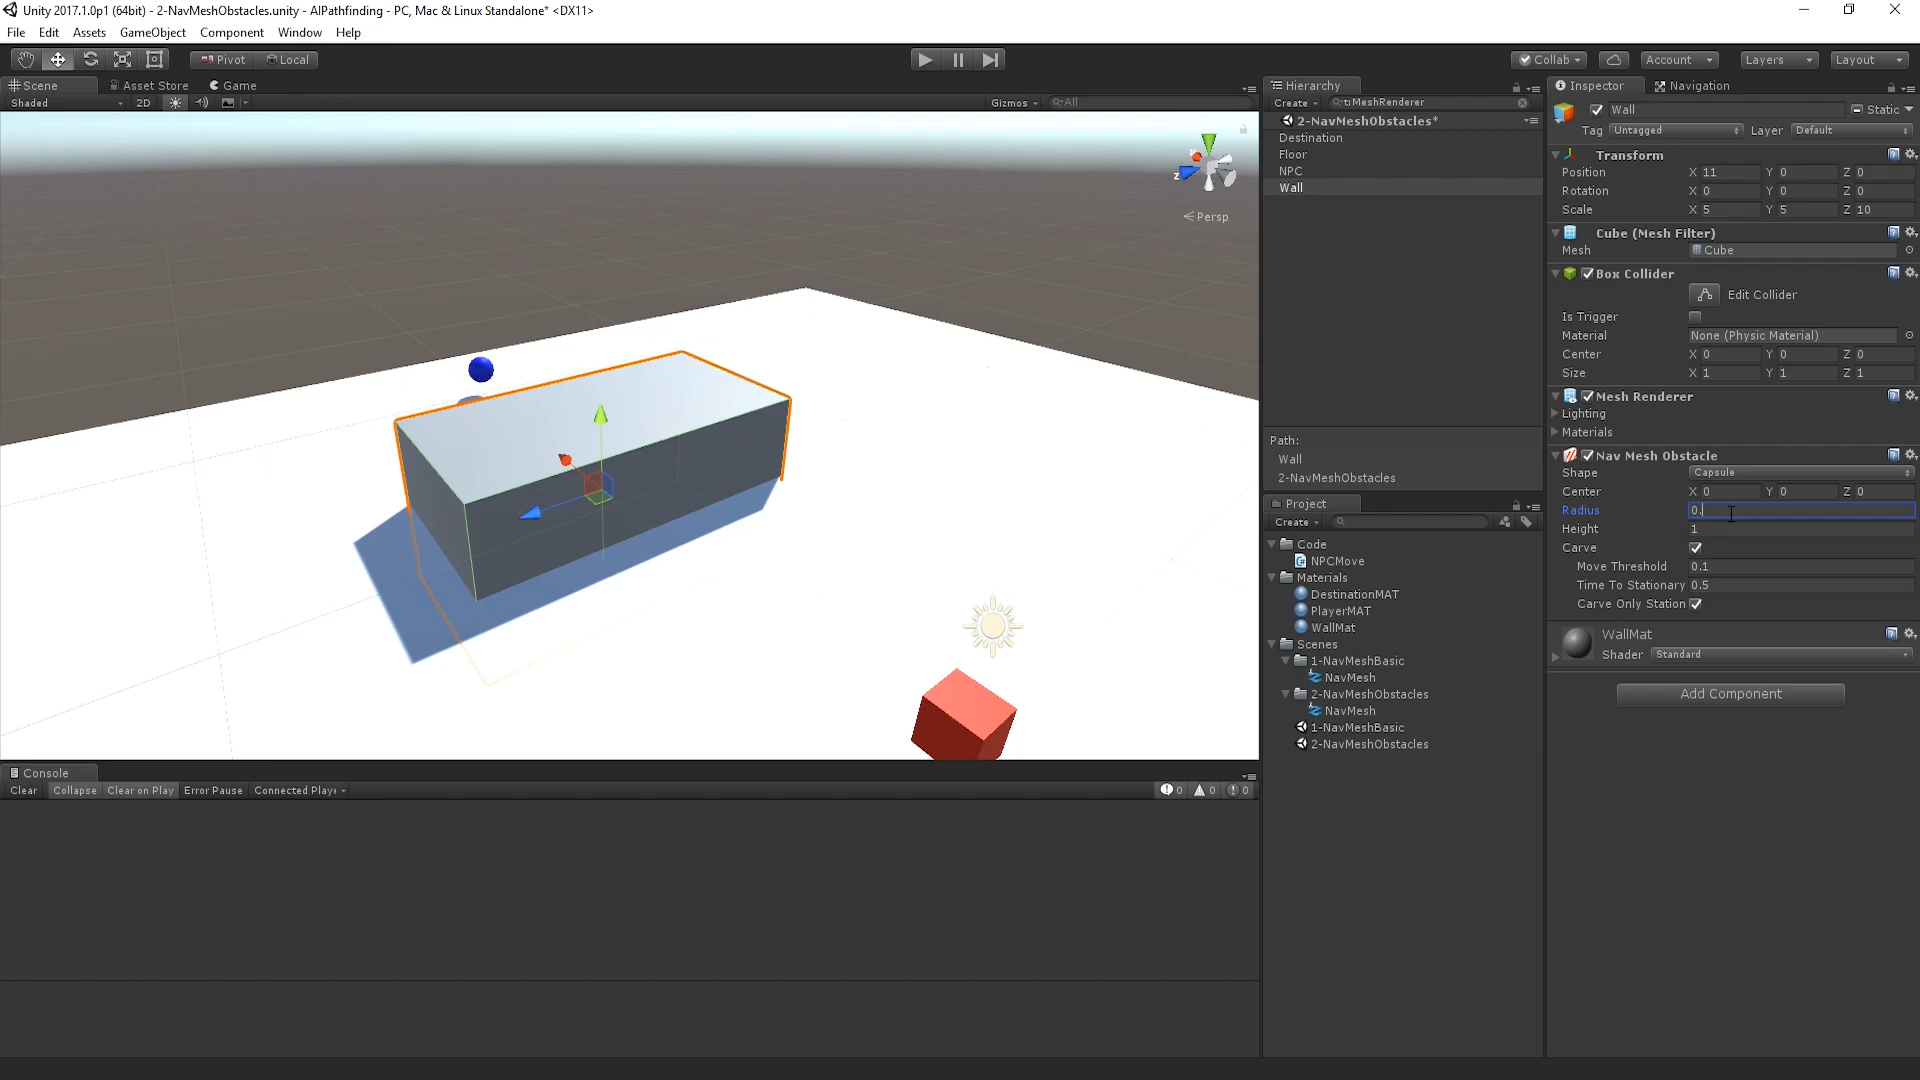 Unity 2017.1.0p1 (64bit) - 2-NavMeshObstacles.unity - AIPathfinding - PC, Mac & Linux Standalone* <DX11>
File Edit Assets GameObject Component Window Help
Pivot Local
Collab Account Layers Layout
Scene Asset Store Game
Shaded 2D Gizmos All
Y
z
Persp
Hierarchy
Create t:MeshRenderer
2-NavMeshObstacles*
Destination
Floor
NPC
Wall
Path:
Wall
2-NavMeshObstacles
Project
Create
Code
NPCMove
Materials
DestinationMAT
PlayerMAT
WallMat
Scenes
1-NavMeshBasic
NavMesh
2-NavMeshObstacles
NavMesh
1-NavMeshBasic
2-NavMeshObstacles
Inspector Navigation
Wall Static
Tag Untagged Layer Default
Transform
Position X 11 Y 0 Z 0
Rotation X 0 Y 0 Z 0
Scale X 5 Y 5 Z 10
Cube (Mesh Filter)
Mesh Cube
Box Collider
Edit Collider
Is Trigger
Material None (Physic Material)
Center X 0 Y 0 Z 0
Size X 1 Y 1 Z 1
Mesh Renderer
Lighting
Materials
Nav Mesh Obstacle
Shape Capsule
Center X 0 Y 0 Z 0
Radius 0.
Height 1
Carve
Move Threshold 0.1
Time To Stationary 0.5
Carve Only Station
WallMat
Shader Standard
Add Component
Console
Clear Collapse Clear on Play Error Pause Connected Playe 0 0 0